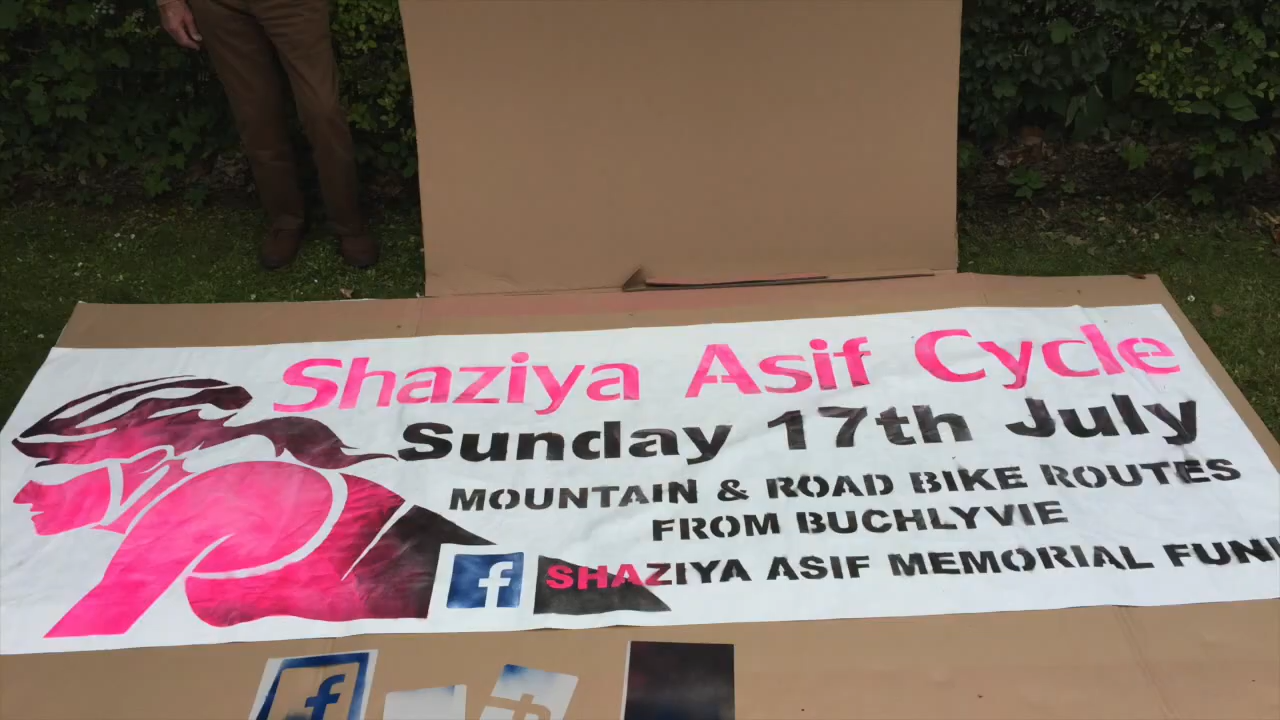 Shaziya Asif Cycle
Sunday 17th July
MOUNTAIN & ROAD BIKE ROUTES
FROM BUCHLYVIE
f SHAZIYA ASIF MEMORIAL FUN
f